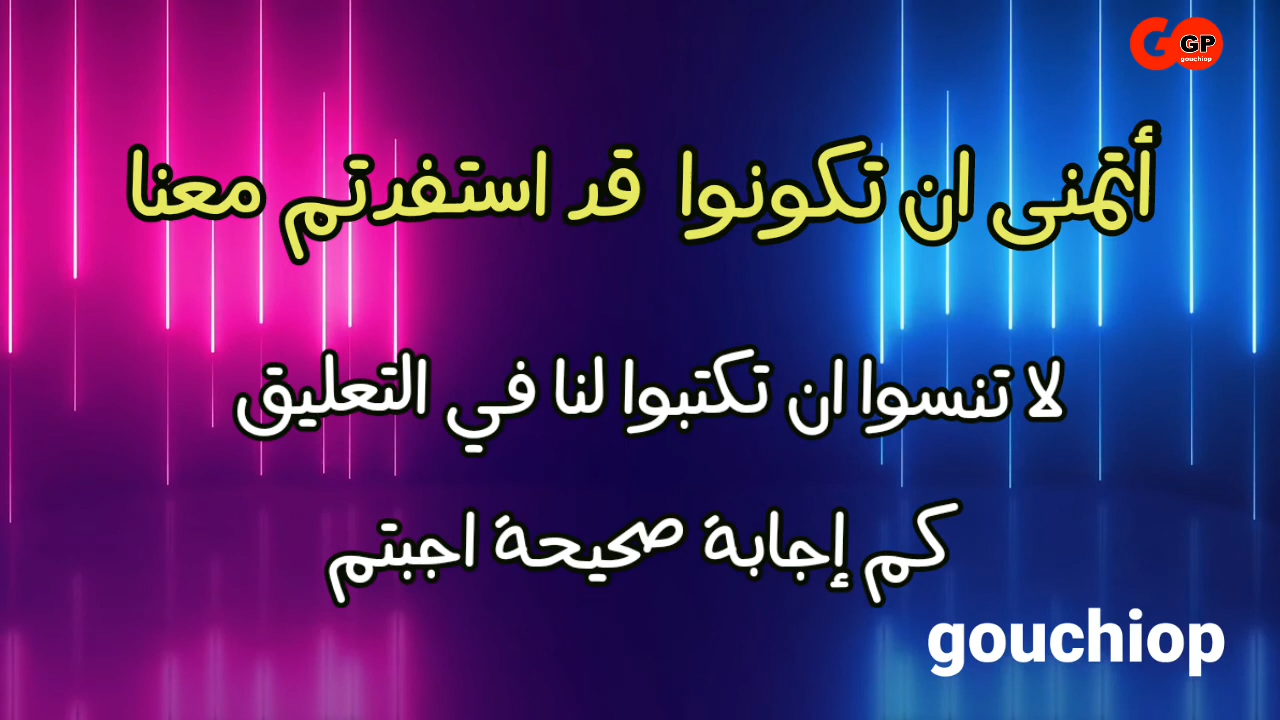 GO
GP
gouchiop
أتمنى ان تكونوا قد استفدتم معنا
لا تنسوا ان تكتبوا لنا في التعليق
كم إجابة صحيحة اجبتم
gouchiop